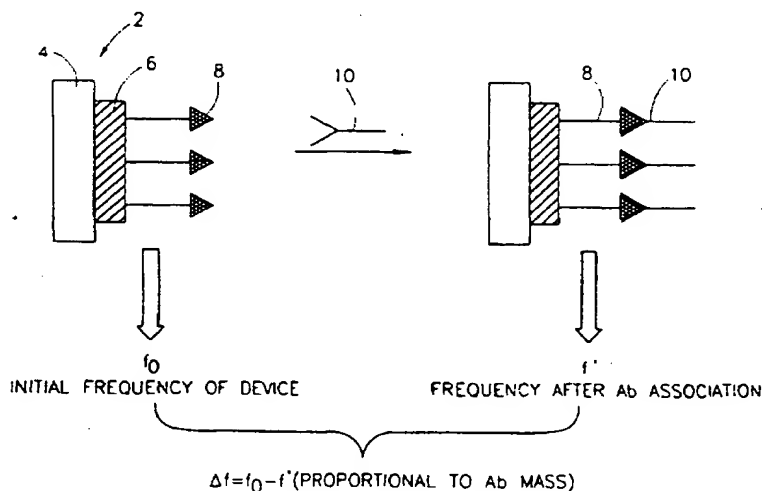 2
4
6
8
10
8
10
f0
INITIAL FREQUENCY OF DEVICE
f'
FREQUENCY AFTER Ab ASSOCIATION
Δf=f0-f'(PROPORTIONAL TO Ab MASS)